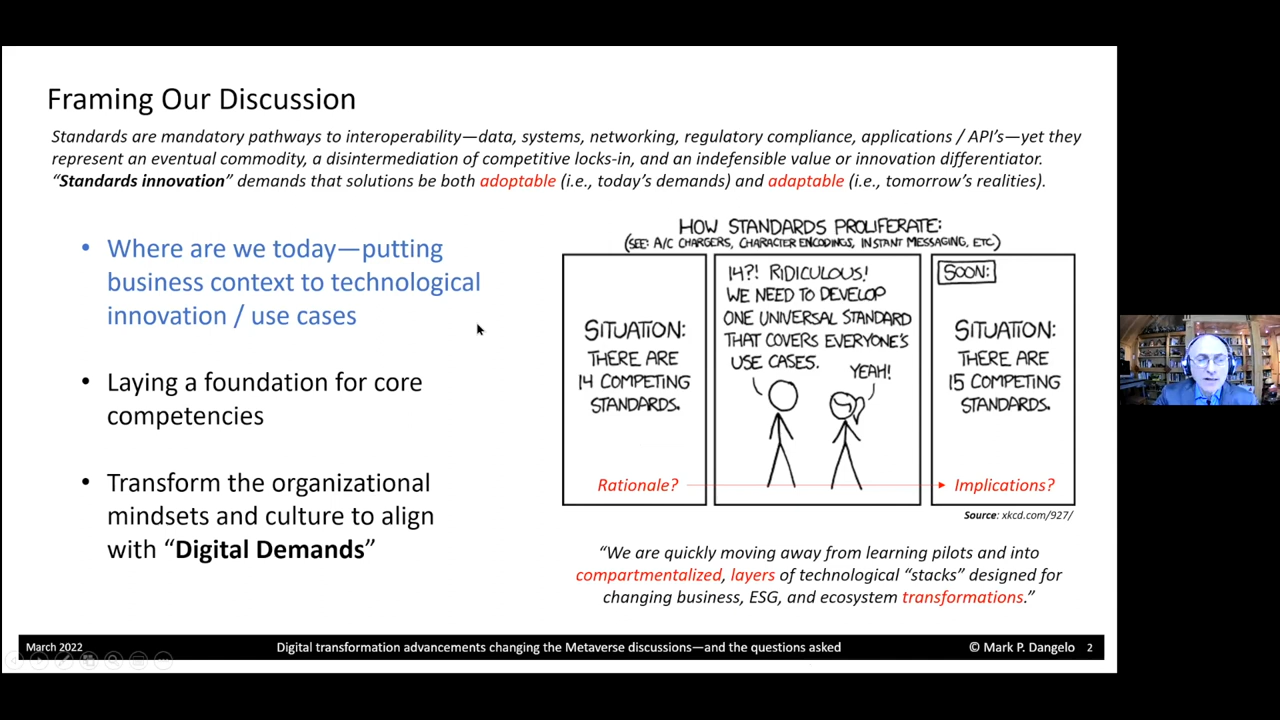 Framing Our Discussion
Standards are mandatory pathways to interoperability—data, systems, networking, regulatory compliance, applications / API's—yet they
represent an eventual commodity, a disintermediation of competitive locks-in, and an indefensible value or innovation differentiator.
“Standards innovation” demands that solutions be both adoptable (i.e., today's demands) and adaptable (i.e., tomorrow's realities).
• Where are we today—putting
business context to technological
innovation / use cases
• Laying a foundation for core
competencies
• Transform the organizational
mindsets and culture to align
with “Digital Demands”
HOW STANDARDS PROLIFERATE:
(SEE: A/C CHARGERS, CHARACTER ENCODINGS, INSTANT MESSAGING, ETC.)
SITUATION:
THERE ARE
14 COMPETING
STANDARDS.
Rationale?
14?! RIDICULOUS!
WE NEED TO DEVELOP
ONE UNIVERSAL STANDARD
THAT COVERS EVERYONE'S
USE CASES.
YEAH!
SOON:
SITUATION:
THERE ARE
15 COMPETING
STANDARDS.
Implications?
Source: xkcd.com/927/
“We are quickly moving away from learning pilots and into
compartmentalized, layers of technological “stacks” designed for
changing business, ESG, and ecosystem transformations.”
March 2022
Digital transformation advancements changing the Metaverse discussions—and the questions asked
© Mark P. Dangelo 2